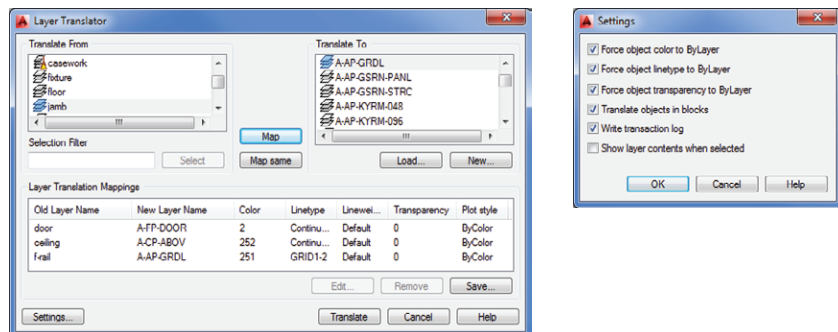 Layer Translator
Translate From
casework
fixture
floor
jamb
Selection Filter
Select
Map
Map same
Translate To
A-AP-GRDL
A-AP-GSRN-PANL
A-AP-GSRN-STRC
A-AP-KYRM-048
A-AP-KYRM-096
Load... New...
Layer Translation Mappings
Old Layer Name New Layer Name Color Linetype Linewei... Transparency Plot style
door A-FP-DOOR 2 Continu... Default 0 ByColor
ceiling A-CP-ABOV 252 Continu... Default 0 ByColor
f-rail A-AP-GRDL 251 GRID1-2 Default 0 ByColor
Edit... Remove Save...
Settings... Translate Cancel Help
Settings
Force object color to ByLayer
Force object linetype to ByLayer
Force object transparency to ByLayer
Translate objects in blocks
Write transaction log
Show layer contents when selected
OK Cancel Help